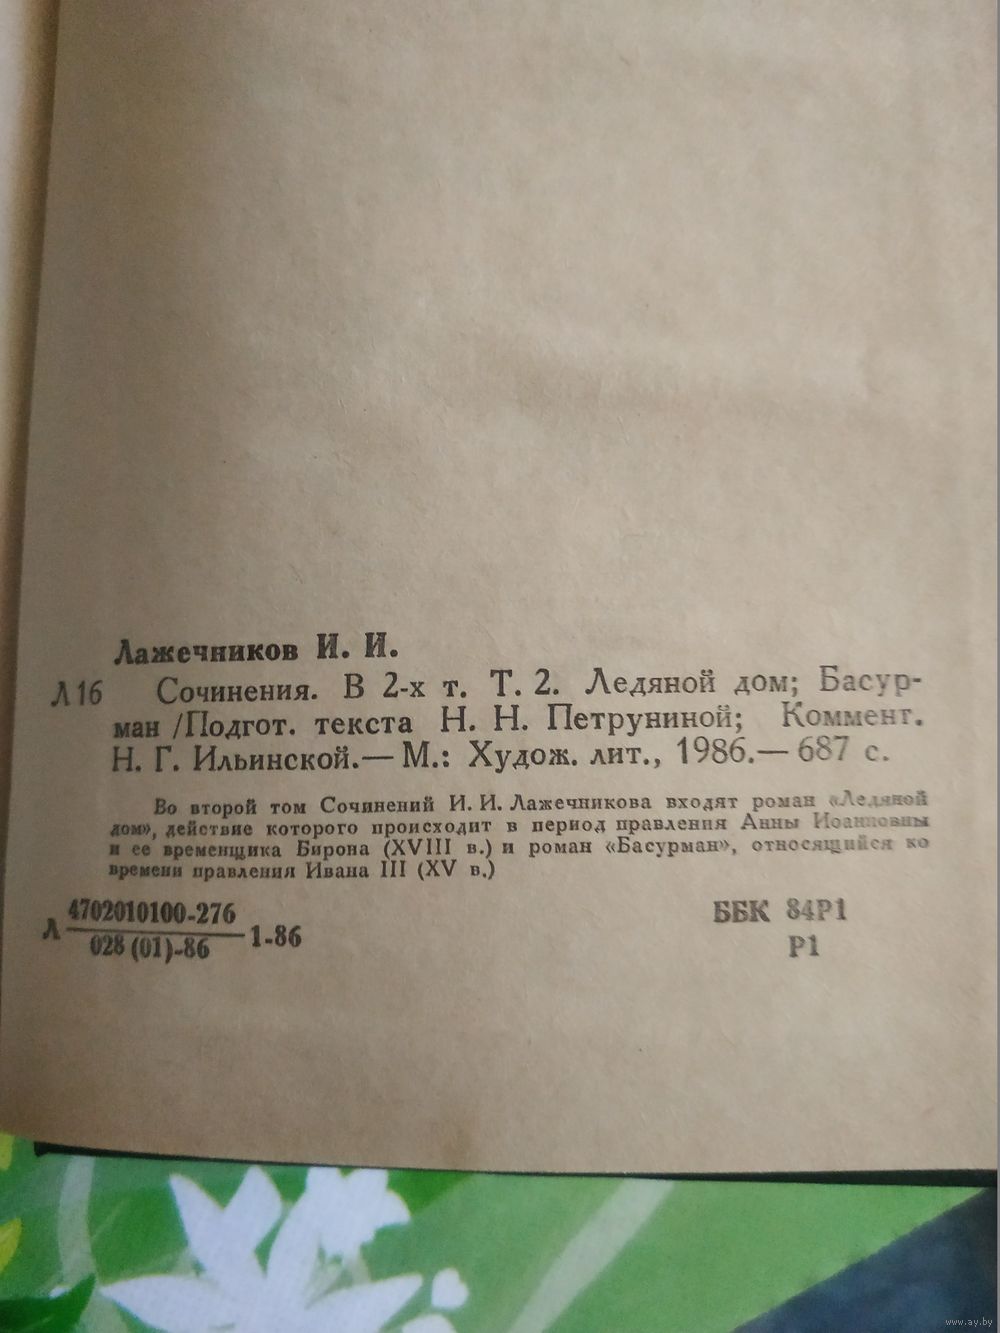 Лажечников И. И.
Л16 Сочинения. В 2-х т. Т. 2. Ледяной дом; Басур-
ман /Подгот. текста Н. Н. Петруниной; Коммент.
Н. Г. Ильинской.— М.: Худож. лит., 1986.— 687 с.
Во второй том Сочинений И. И. Лажечникова входят роман «Ледяной
дом», действие которого происходит в период правления Анны Иоанновны
и ее временщика Бирона (XVIII в.) и роман «Басурман», относящийся ко
времени правления Ивана III (XV в.)
4702010100-276
Л 1-86
028 (01)-86
ББК 84Р1
Р1
www.ay.by